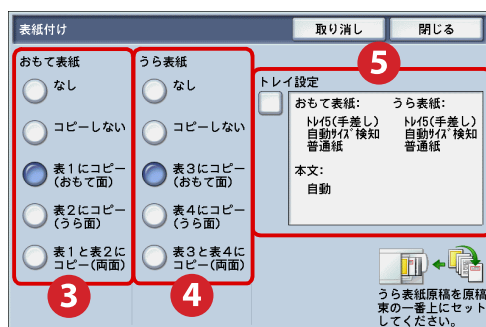 表紙付け
取り消し
閉じる
おもて表紙
なし
コピーしない
表1にコピー
(おもて面)
表2にコピー
(うら面)
表1と表2に
コピー(両面)
3
うら表紙
なし
コピーしない
表3にコピー
(おもて面)
表4にコピー
(うら面)
表3と表4に
コピー(両面)
4
5
トレイ設定
おもて表紙:
ﾄﾚｲ5(手差し)
自動ｻｲｽﾞ検知
普通紙
うら表紙:
ﾄﾚｲ5(手差し)
自動ｻｲｽﾞ検知
普通紙
本文:
自動
うら表紙原稿を原稿
束の一番上にセット
してください。